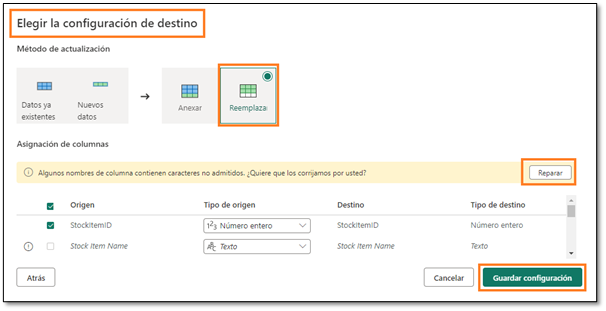 Elegir la configuración de destino
Método de actualización
Datos ya
existentes
Nuevos
datos
Anexar
Reemplazar
Asignación de columnas
Algunos nombres de columna contienen caracteres no admitidos. ¿Quiere que los corrijamos por usted?
Reparar
Origen Tipo de origen Destino Tipo de destino
StockItemID 123 Número entero StockItemID Número entero
Stock Item Name Texto Stock Item Name Texto
Atrás Cancelar Guardar configuración